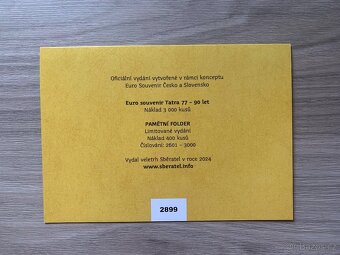 Oficiální vydání vytvořené v rámci konceptu
Euro Souvenir Česko a Slovensko
Euro souvenir Tatra 77 – 90 let
Náklad 3 000 kusů
PAMĚTNÍ FOLDER
Limitované vydání
Náklad 400 kusů
Číslování: 2601 - 3000
Vydal veletrh Sběratel v roce 2024
www.sberatel.info
2899